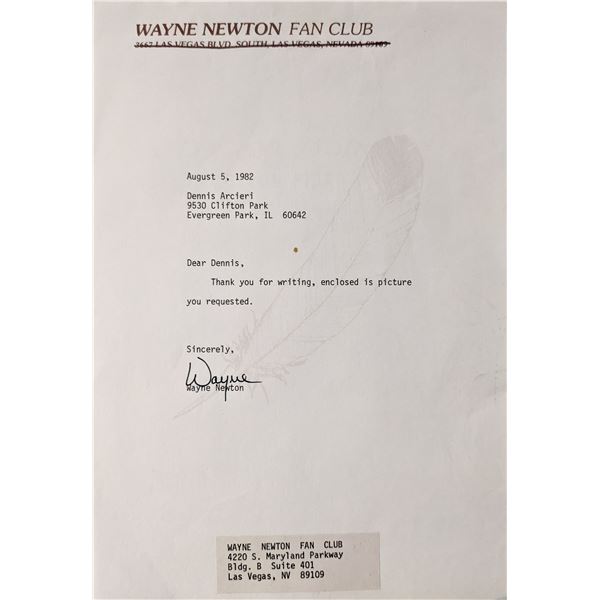 WAYNE NEWTON FAN CLUB
3667 LAS VEGAS BLVD. SOUTH, LAS VEGAS, NEVADA 89109
August 5, 1982
Dennis Arcieri
9530 Clifton Park
Evergreen Park, IL 60642
Dear Dennis,
Thank you for writing, enclosed is picture
you requested.
Sincerely,
Wayne
Wayne Newton
WAYNE NEWTON FAN CLUB
4220 S. Maryland Parkway
Bldg. B Suite 401
Las Vegas, NV 89109